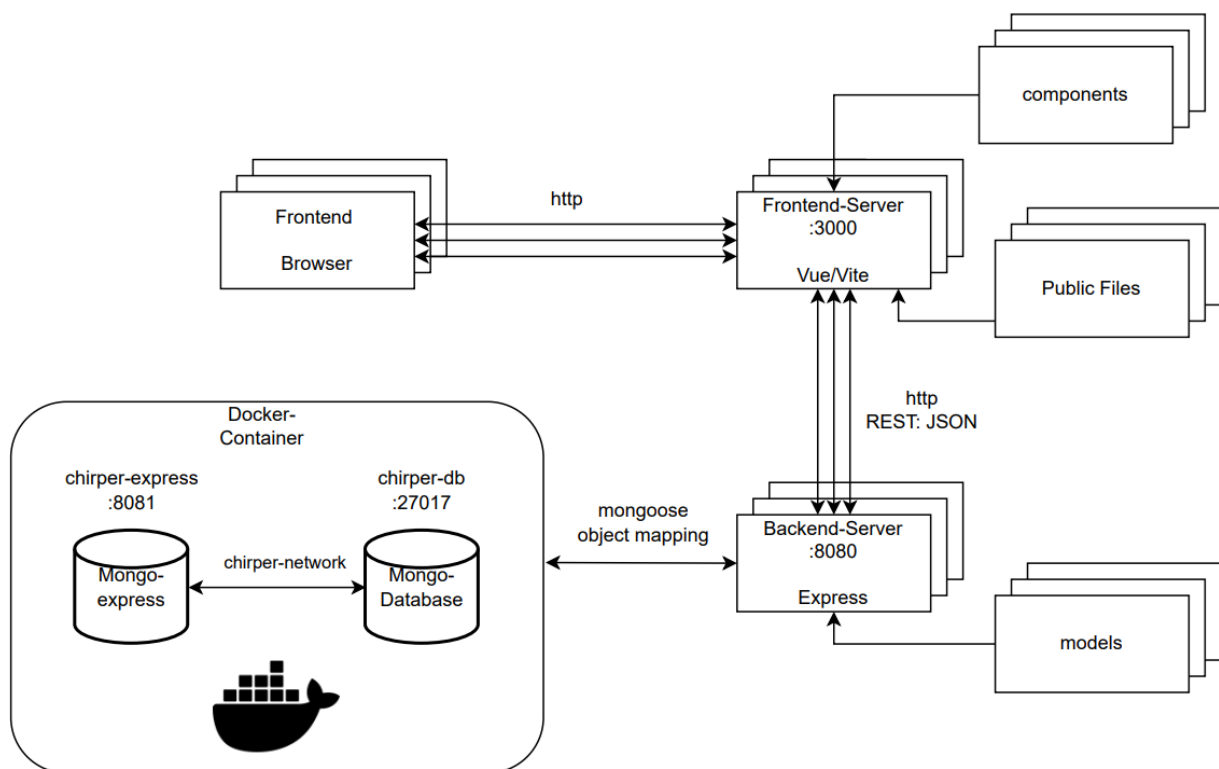 components
http
Frontend
Browser
Frontend-Server
:3000
Vue/Vite
Public Files
http
REST: JSON
Docker-
Container
chirper-express
:8081
chirper-db
:27017
mongoose
object mapping
Backend-Server
:8080
Express
chirper-network
Mongo-
express
Mongo-
Database
models